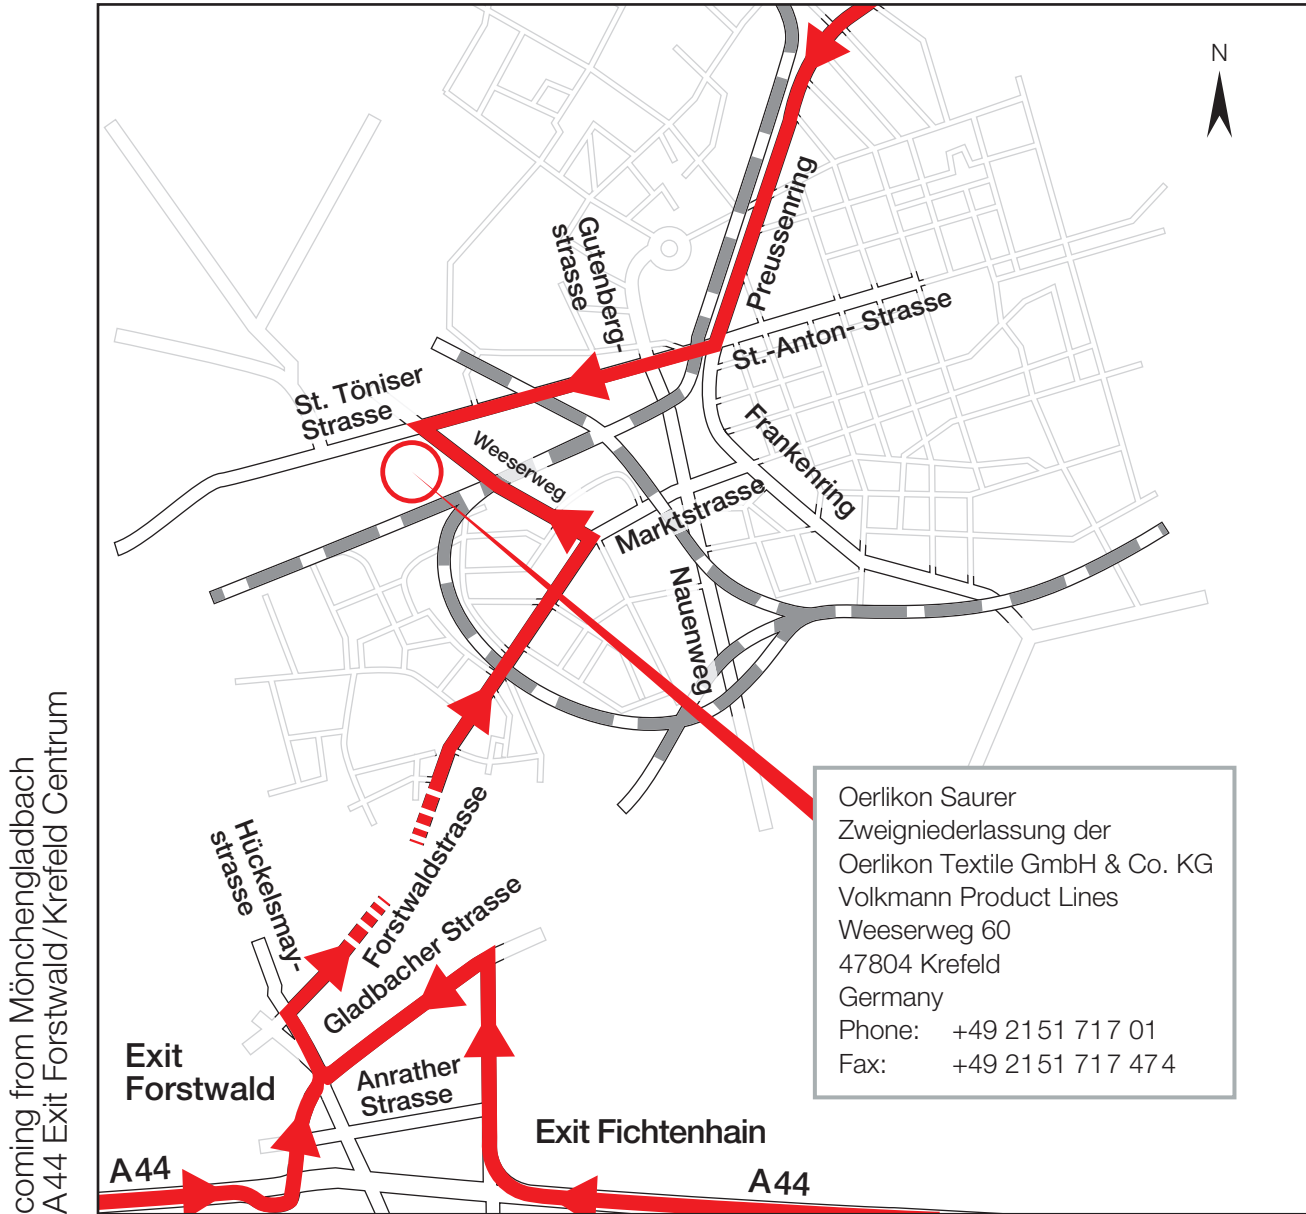 N
Preussenring
Gutenberg-
strasse
St.-Anton- Strasse
St. Töniser
Strasse
Weeserweg
Frankenring
Marktstrasse
Nauenweg
Forstwaldstrasse
Hückelsmay-
strasse
Gladbacher Strasse
Exit
Forstwald
Anrather
Strasse
Exit Fichtenhain
A44
A44
Oerlikon Saurer
Zweigniederlassung der
Oerlikon Textile GmbH & Co. KG
Volkmann Product Lines
Weeserweg 60
47804 Krefeld
Germany
Phone: +49 2151 717 01
Fax: +49 2151 717 474
coming from Mönchengladbach
A44 Exit Forstwald/Krefeld Centrum